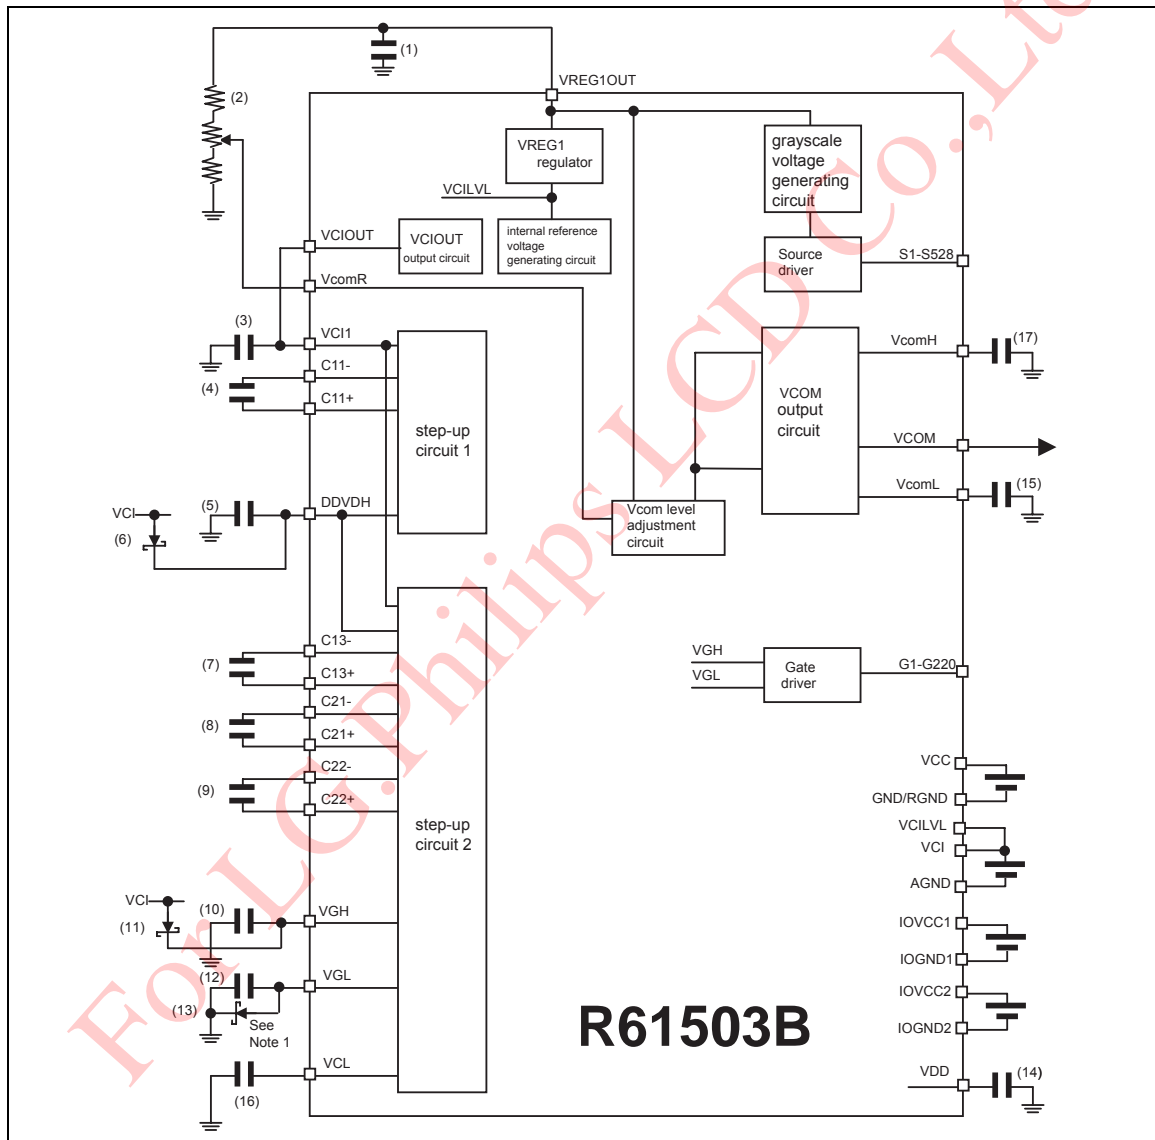 (1)
VREG1OUT
(2)
VREG1
regulator
grayscale
voltage
generating
circuit
VCILVL
VCIOUT
VCIOUT
output circuit
internal reference
voltage
generating circuit
Source
driver
S1-S528
VcomR
(3)
VCI1
C11-
(4)
C11+
step-up
circuit 1
VCOM
output
circuit
VcomH
(17)
VCOM
VcomL
(15)
(5)
DDVDH
VCI
(6)
Vcom level
adjustment
circuit
C13-
(7)
C13+
C21-
(8)
C21+
C22-
(9)
C22+
step-up
circuit 2
VGH
VGL
Gate
driver
G1-G220
VCC
GND/RGND
VCILVL
VCI
AGND
IOVCC1
IOGND1
IOVCC2
IOGND2
VDD
(14)
VCI
(10)
(11)
VGH
(12)
VGL
(13)
See
Note 1
VCL
(16)
R61503B
For LG.Philips LCD Co.,Ltd